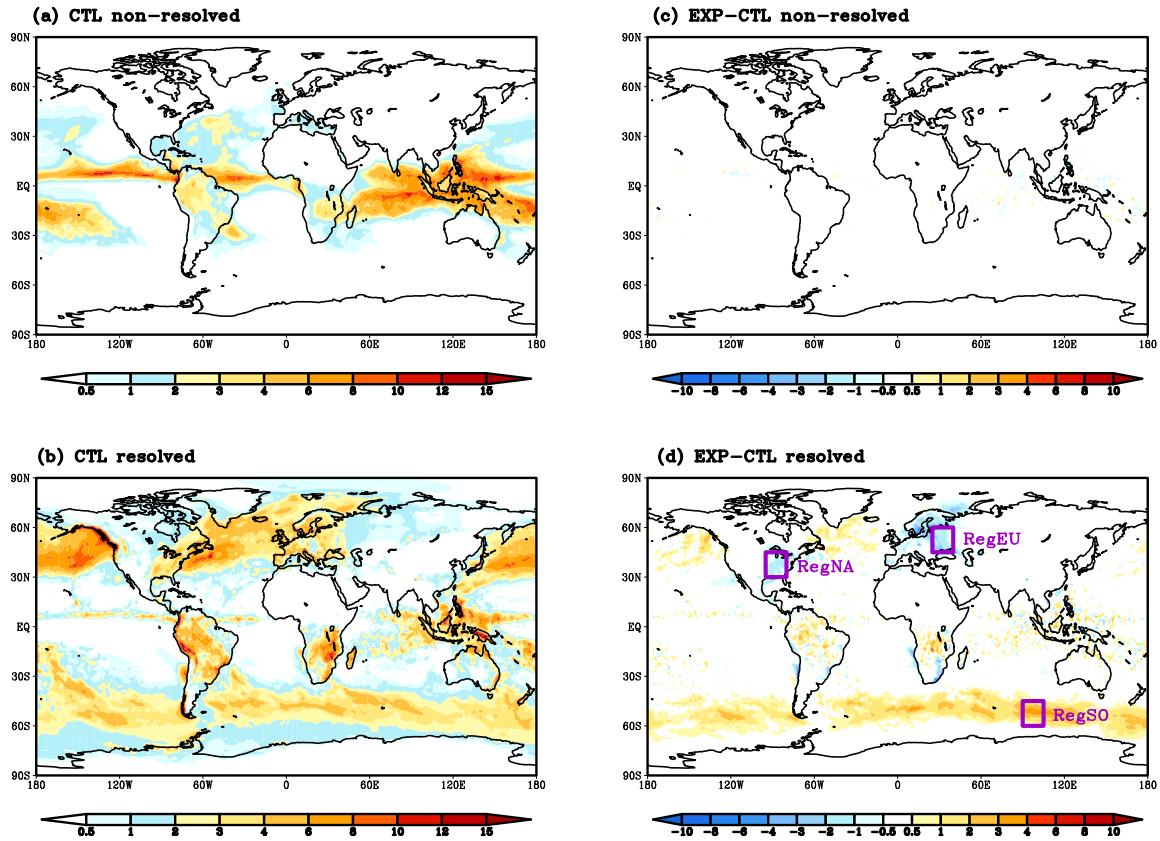 (a) CTL non-resolved
90N
60N
30N
EQ
30S
60S
90S
180 120W 60W 0 60E 120E 180
0.5 1 2 3 4 6 8 10 12 15
(c) EXP-CTL non-resolved
90N
60N
30N
EQ
30S
60S
90S
180 120W 60W 0 60E 120E 180
-10 -8 -6 -4 -3 -2 -1 -0.5 0.5 1 2 3 4 6 8 10
(b) CTL resolved
90N
60N
30N
EQ
30S
60S
90S
180 120W 60W 0 60E 120E 180
0.5 1 2 3 4 6 8 10 12 15
(d) EXP-CTL resolved
90N
60N
30N
EQ
30S
60S
90S
RegEU
RegNA
RegSO
180 120W 60W 0 60E 120E 180
-10 -8 -6 -4 -3 -2 -1 -0.5 0.5 1 2 3 4 6 8 10